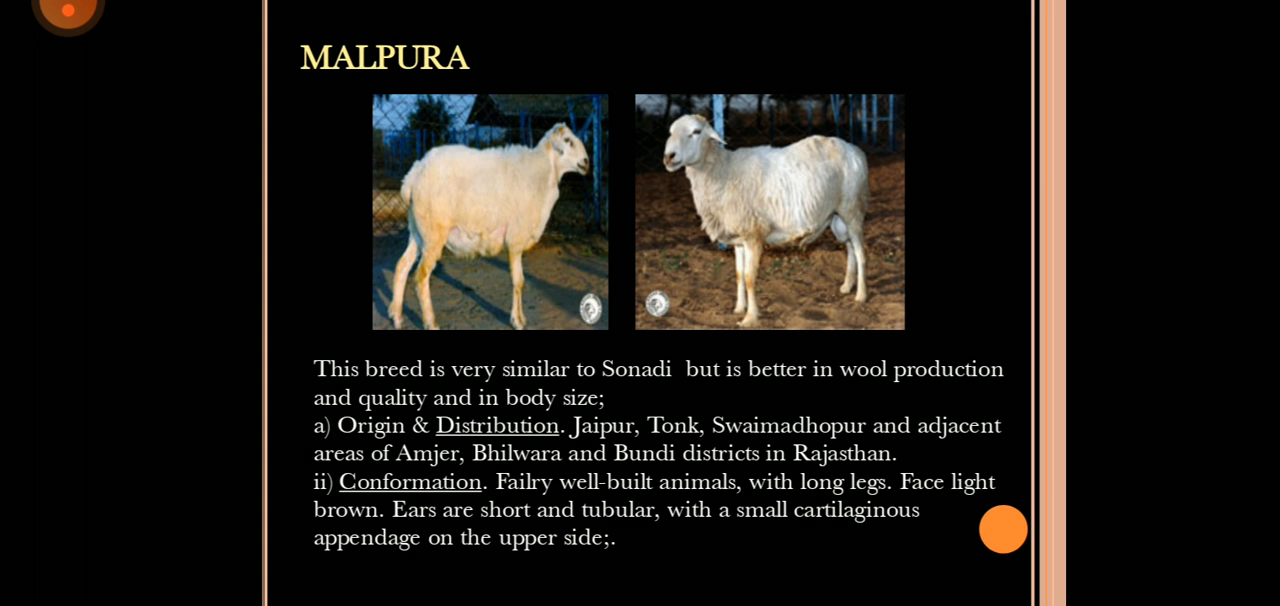 MALPURA
This breed is very similar to Sonadi  but is better in wool production
and quality and in body size;
a) Origin & Distribution. Jaipur, Tonk, Swaimadhopur and adjacent
areas of Amjer, Bhilwara and Bundi districts in Rajasthan.
ii) Conformation. Failry well-built animals, with long legs. Face light
brown. Ears are short and tubular, with a small cartilaginous
appendage on the upper side;.